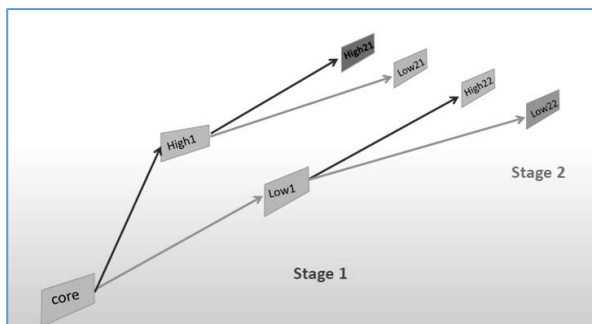 High21
Low21
High22
Low22
High1
Low1
Stage 2
Stage 1
core